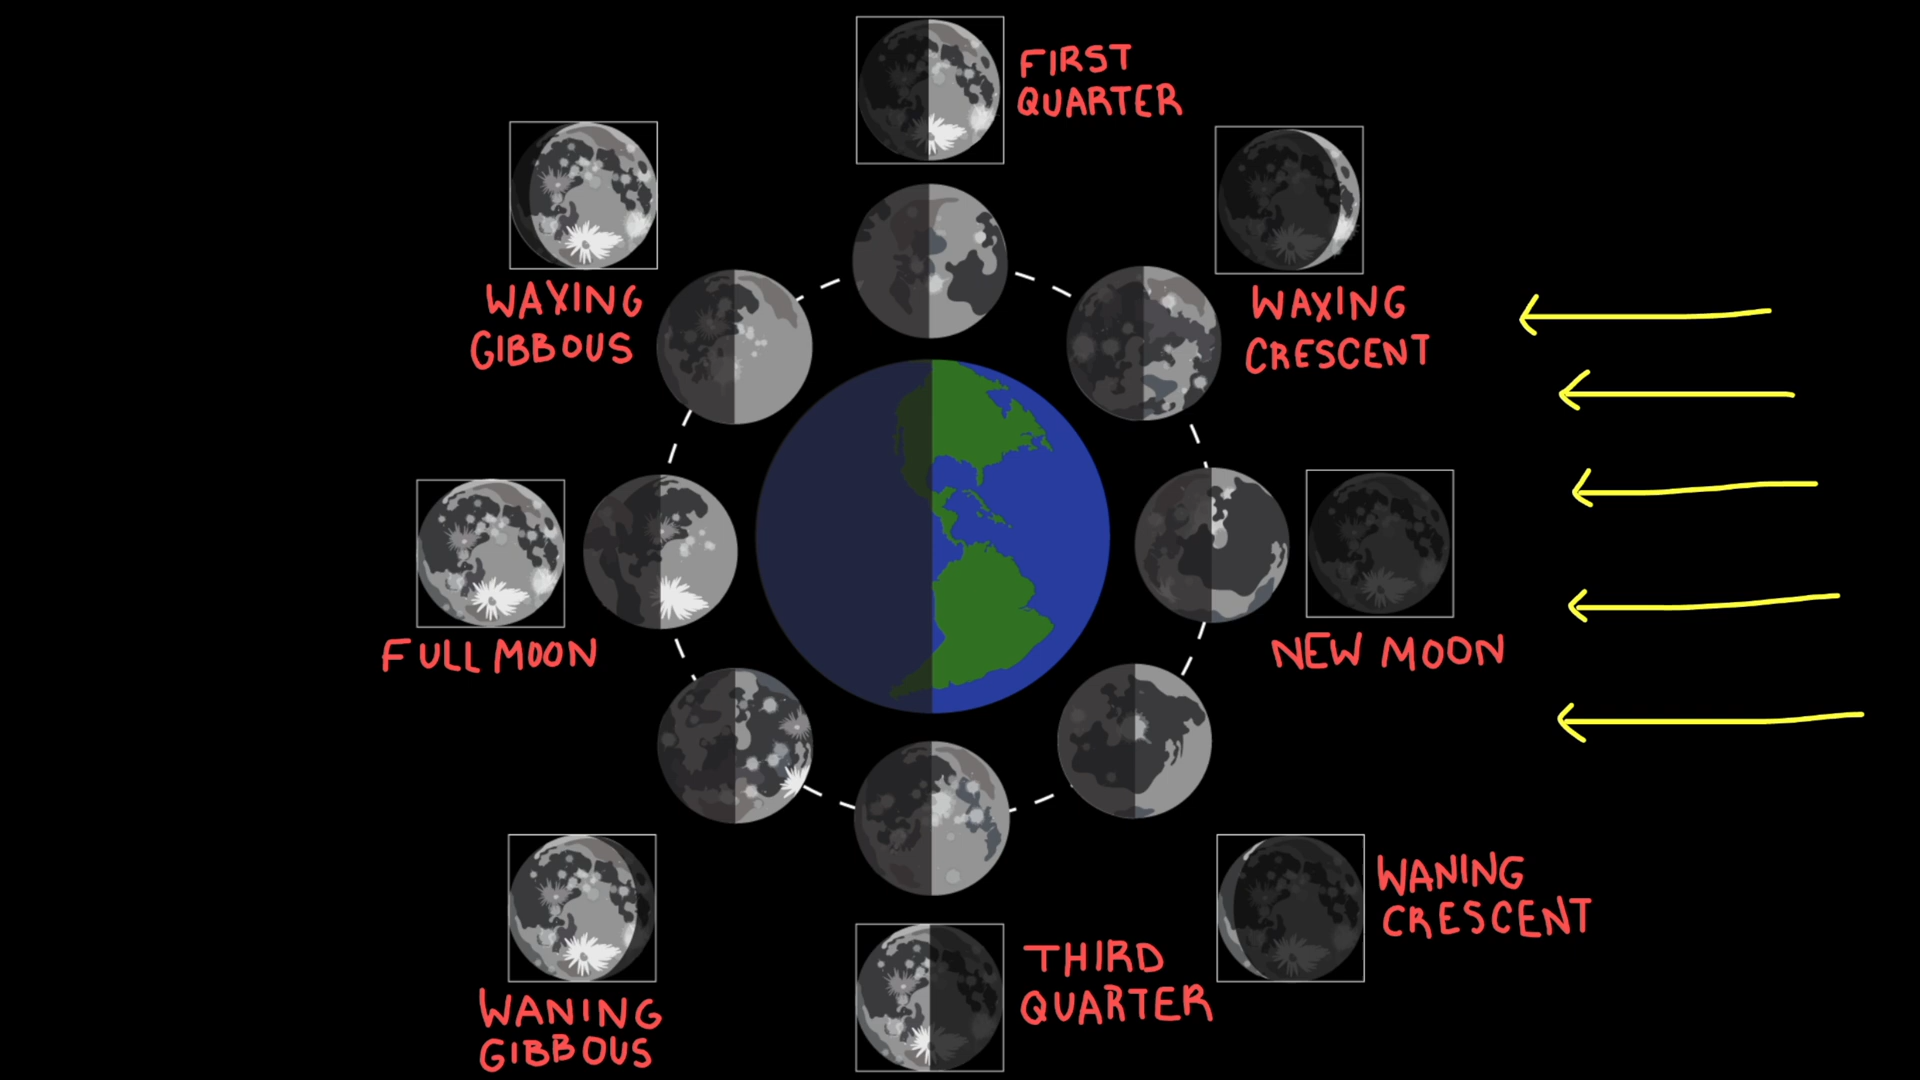 FIRST
QUARTER
WAXING
GIBBOUS
WAXING
CRESCENT
FULL MOON
NEW MOON
WANING
CRESCENT
THIRD
QUARTER
WANING
GIBBOUS